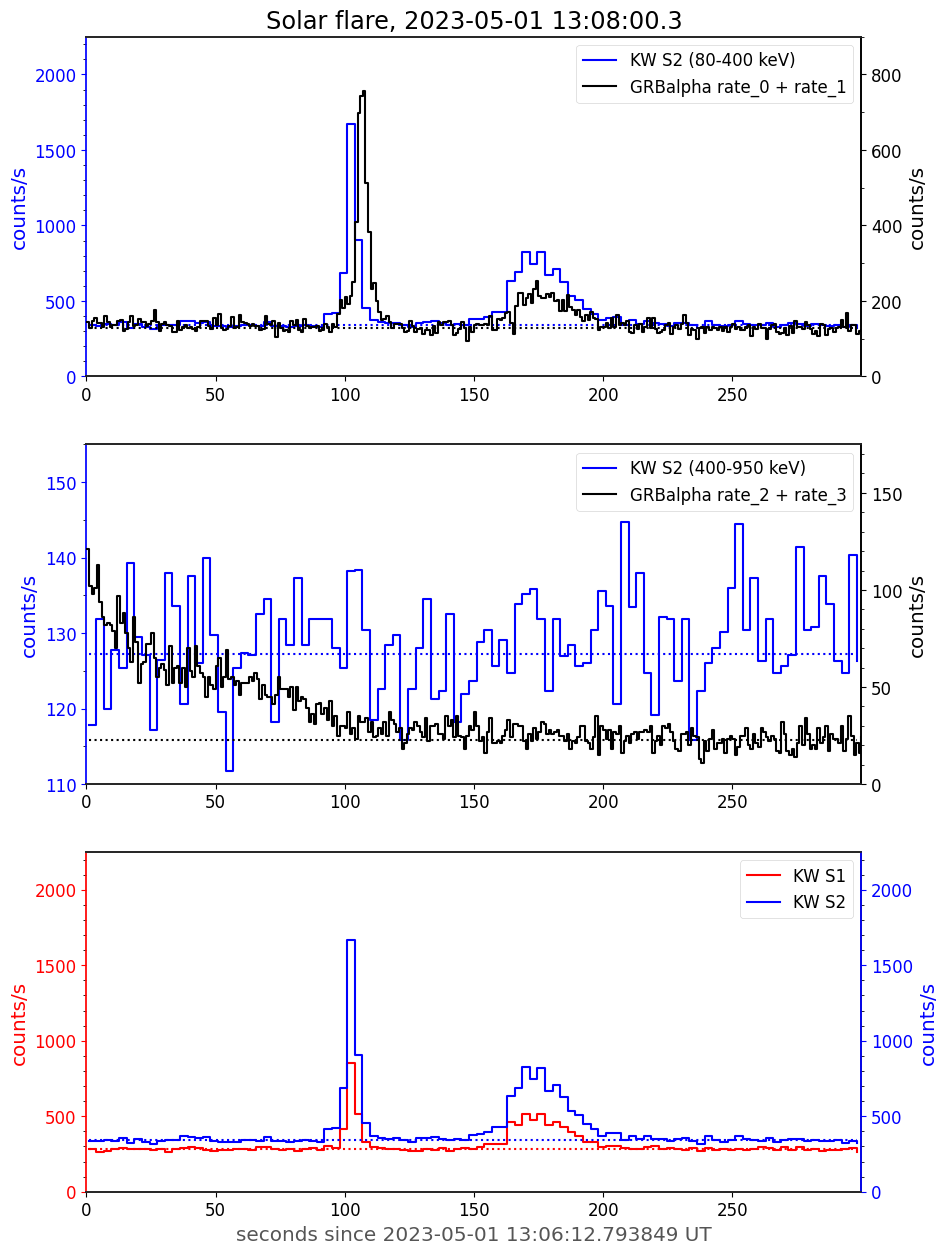 Solar flare, 2023-05-01 13:08:00.3
KW S2 (80-400 keV)
GRBalpha rate_0 + rate_1
2000
1500
1000
500
0
counts/s
800
600
400
200
0
counts/s
0 50 100 150 200 250
KW S2 (400-950 keV)
GRBalpha rate_2 + rate_3
150
140
130
120
110
counts/s
150
100
50
0
counts/s
0 50 100 150 200 250
KW S1
KW S2
2000
1500
1000
500
0
counts/s
2000
1500
1000
500
0
counts/s
0 50 100 150 200 250
seconds since 2023-05-01 13:06:12.793849 UT